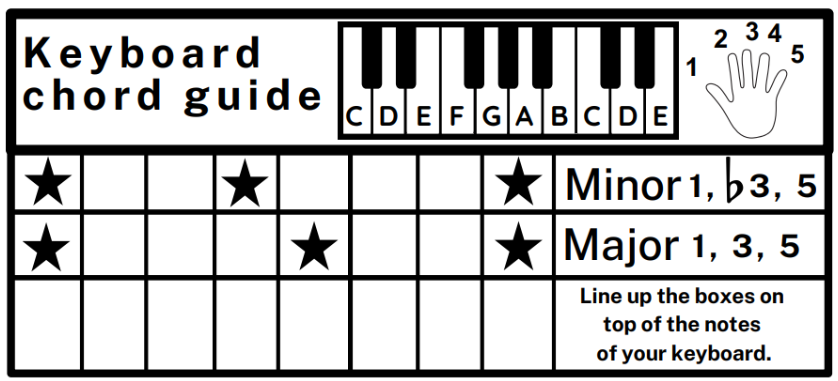 Keyboard
chord guide
C D E F G A B C D E
1 2 3 4 5
Minor 1, ♭3, 5
Major 1, 3, 5
Line up the boxes on
top of the notes
of your keyboard.